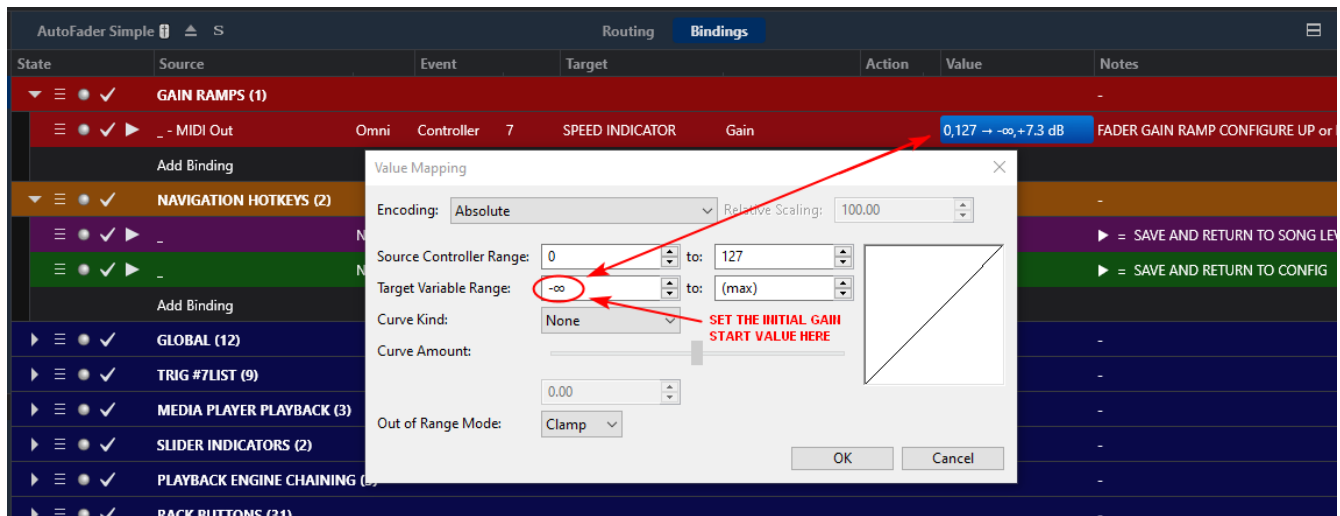 AutoFader Simple S Routing Bindings
State Source Event Target Action Value Notes
GAIN RAMPS (1) -
_ - MIDI Out Omni Controller 7 SPEED INDICATOR Gain 0,127 → -∞,+7.3 dB FADER GAIN RAMP CONFIGURE UP or
Add Binding
Value Mapping
Encoding: Absolute Relative Scaling: 100.00
NAVIGATION HOTKEYS (2) -
_ N ▶ = SAVE AND RETURN TO SONG LEV
Source Controller Range: 0 to: 127
_ N ▶ = SAVE AND RETURN TO CONFIG
Target Variable Range: -∞ to: (max)
Add Binding
Curve Kind: None
SET THE INITIAL GAIN
START VALUE HERE
GLOBAL (12) -
Curve Amount:
TRIG #7LIST (9) -
0.00
MEDIA PLAYER PLAYBACK (3) -
Out of Range Mode: Clamp
SLIDER INDICATORS (2) -
OK Cancel
PLAYBACK ENGINE CHAINING -
RACK BUTTONS (31) -